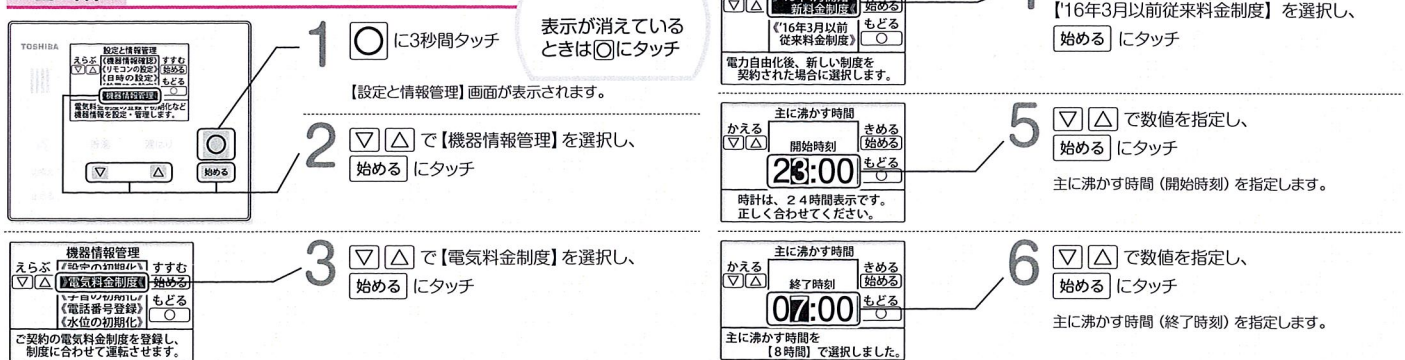 1
○ に3秒間タッチ
表示が消えている
ときは○にタッチ
【設定と情報管理】画面が表示されます。
TOSHIBA
設定と情報管理
えらぶ
▽△
《機器情報確認》
《リモコンの設定》
《日時の設定》
機器情報管理
すすむ
始める
もどる
○
機器情報を設定・管理します。
○
▽ △ 始める
2
▽ △ で【機器情報管理】を選択し、
始める にタッチ
機器情報管理
えらぶ
▽△
《設定の初期化》
》電気料金制度《
《学習の初期化》
《電話番号登録》
《水位の初期化》
すすむ
始める
もどる
○
ご契約の電気料金制度を登録し、
制度に合わせて運転させます。
3
▽ △ で【電気料金制度】を選択し、
始める にタッチ
▽△
新料金制度《
《'16年3月以前
従来料金制度》
始める
もどる
○
電力自由化後、新しい制度を
契約された場合に選択します。
【'16年3月以前従来料金制度】を選択し、
始める にタッチ
主に沸かす時間
かえる
▽△
開始時刻
23:00
きめる
始める
もどる
○
時計は、24時間表示です。
正しく合わせてください。
5
▽ △ で数値を指定し、
始める にタッチ
主に沸かす時間（開始時刻）を指定します。
主に沸かす時間
かえる
▽△
終了時刻
07:00
きめる
始める
もどる
○
主に沸かす時間を
【8時間】で選択しました。
6
▽ △ で数値を指定し、
始める にタッチ
主に沸かす時間（終了時刻）を指定します。